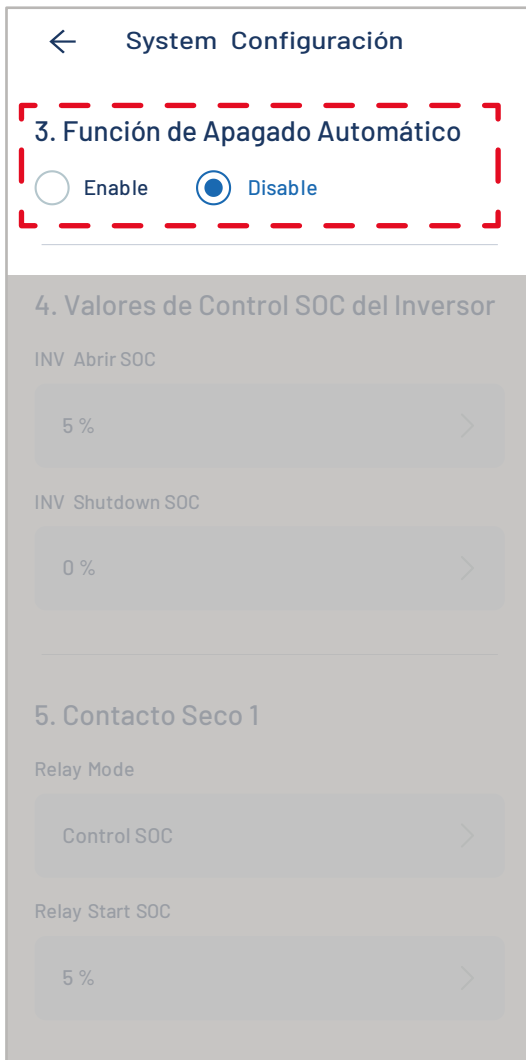 System Configuración
3. Función de Apagado Automático
Enable Disable
4. Valores de Control SOC del Inversor
INV Abrir SOC
5 %
INV Shutdown SOC
0 %
5. Contacto Seco 1
Relay Mode
Control SOC
Relay Start SOC
5 %